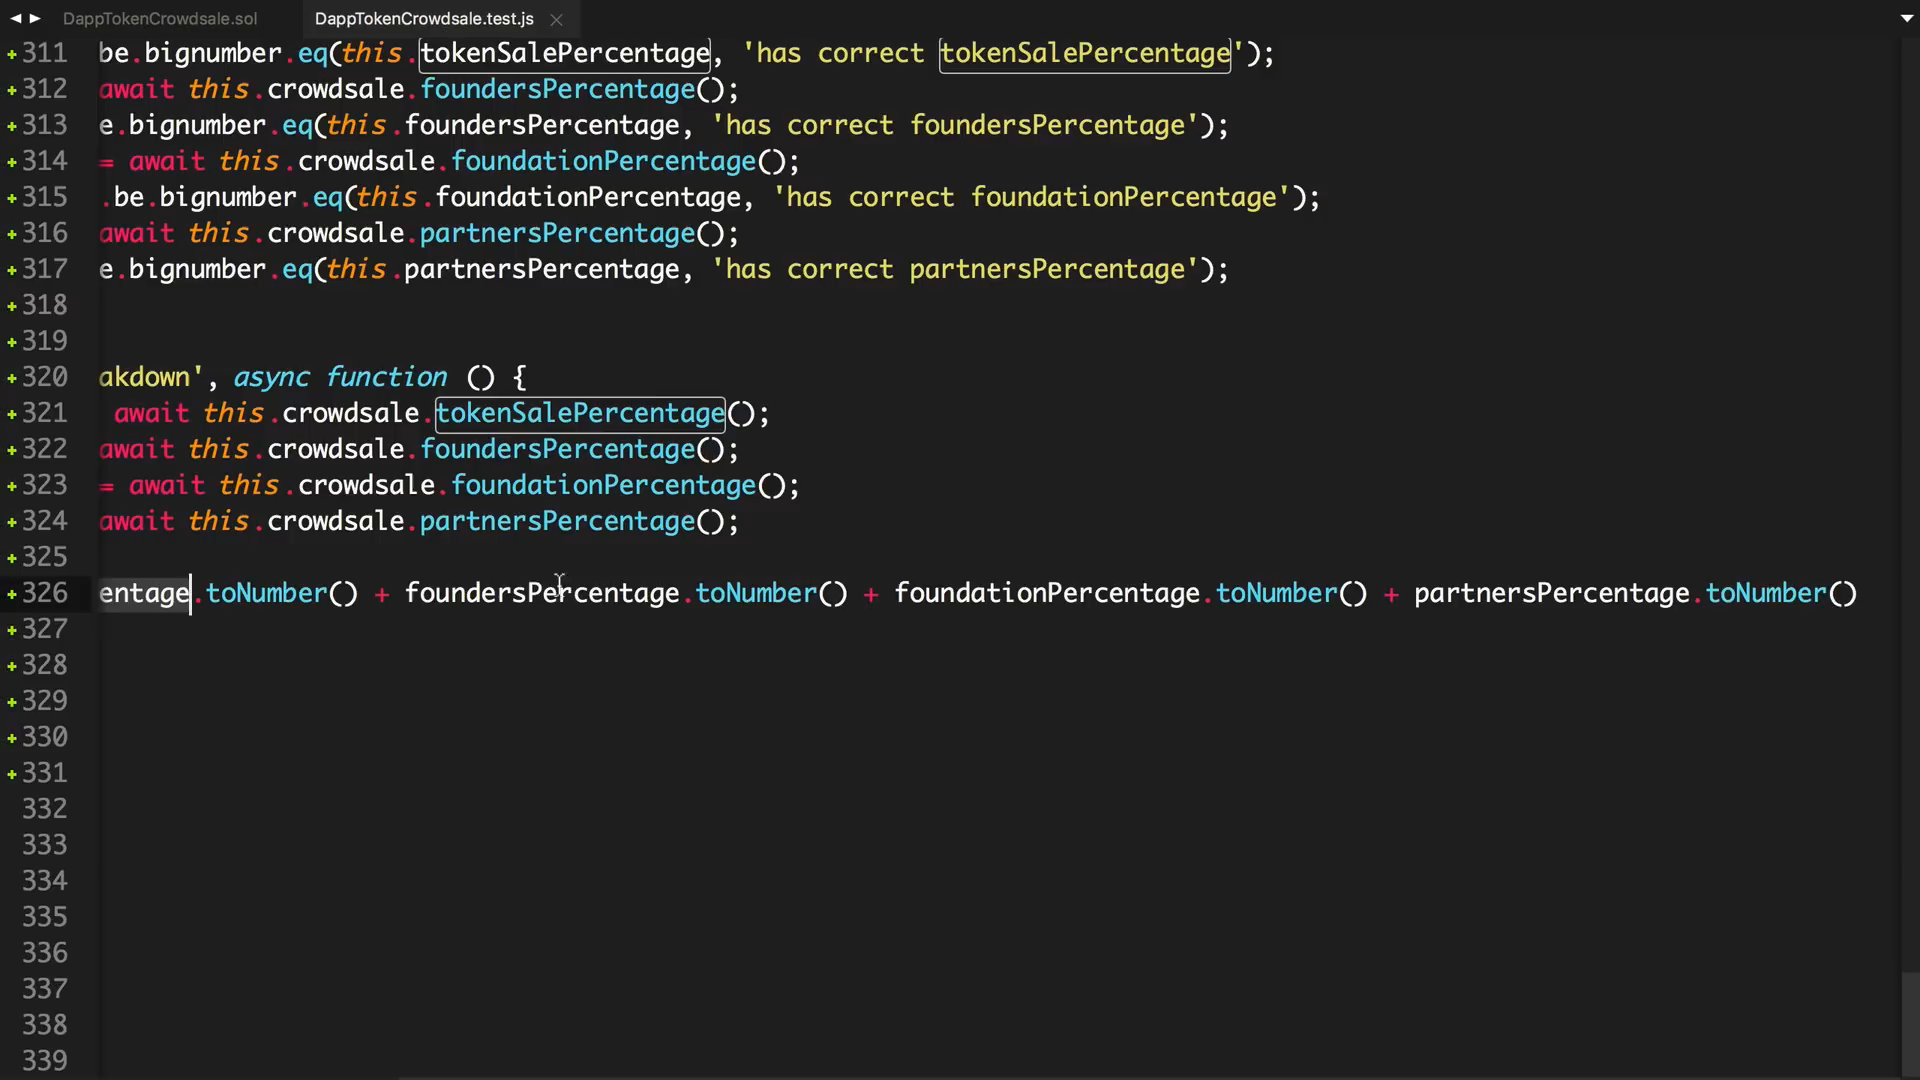 DappTokenCrowdsale.sol DappTokenCrowdsale.test.js
311 be.bignumber.eq(this.tokenSalePercentage, 'has correct tokenSalePercentage');
312 await this.crowdsale.foundersPercentage();
313 e.bignumber.eq(this.foundersPercentage, 'has correct foundersPercentage');
314 = await this.crowdsale.foundationPercentage();
315 .be.bignumber.eq(this.foundationPercentage, 'has correct foundationPercentage');
316 await this.crowdsale.partnersPercentage();
317 e.bignumber.eq(this.partnersPercentage, 'has correct partnersPercentage');
318
319
320 akdown', async function () {
321 await this.crowdsale.tokenSalePercentage();
322 await this.crowdsale.foundersPercentage();
323 = await this.crowdsale.foundationPercentage();
324 await this.crowdsale.partnersPercentage();
325
326 entage.toNumber() + foundersPercentage.toNumber() + foundationPercentage.toNumber() + partnersPercentage.toNumber()
327
328
329
330
331
332
333
334
335
336
337
338
339